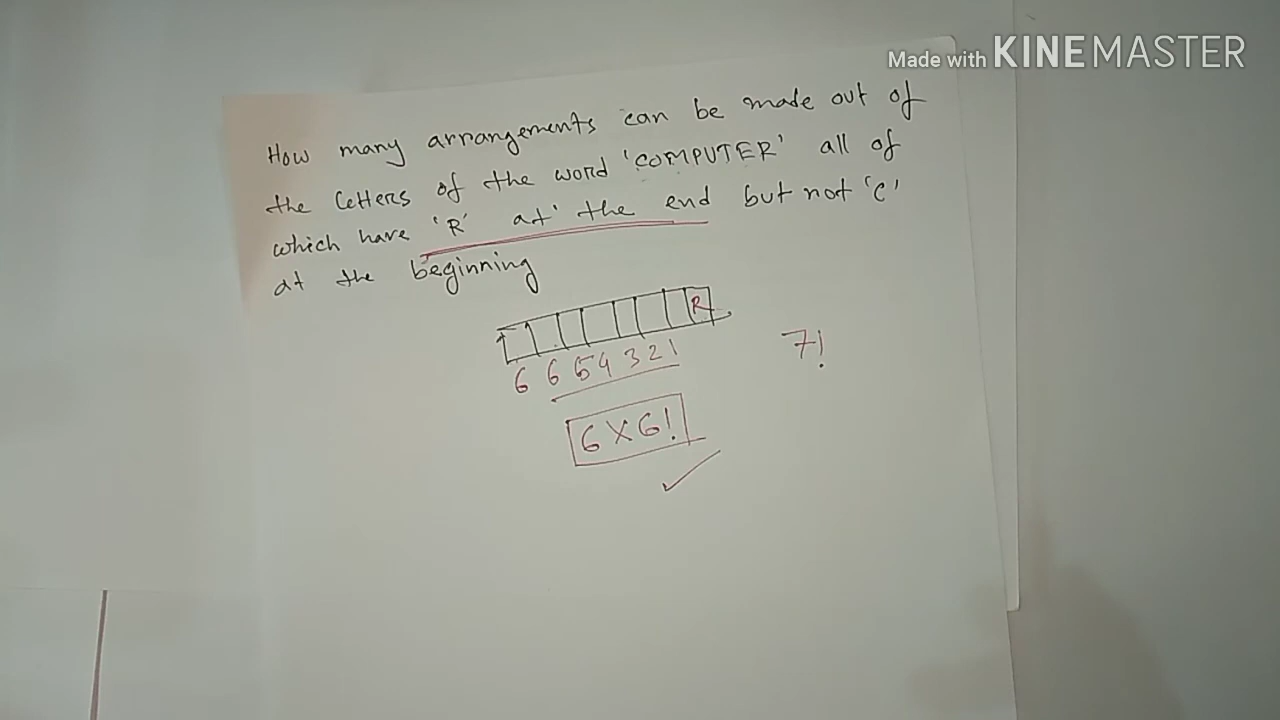 Made with KINEMASTER
How many arrangements can be made out of
the letters of the word 'COMPUTER' all of
which have 'R' at the end but not 'C'
at the beginning
R
6 6 5 4 3 2 1
7!
6×6!